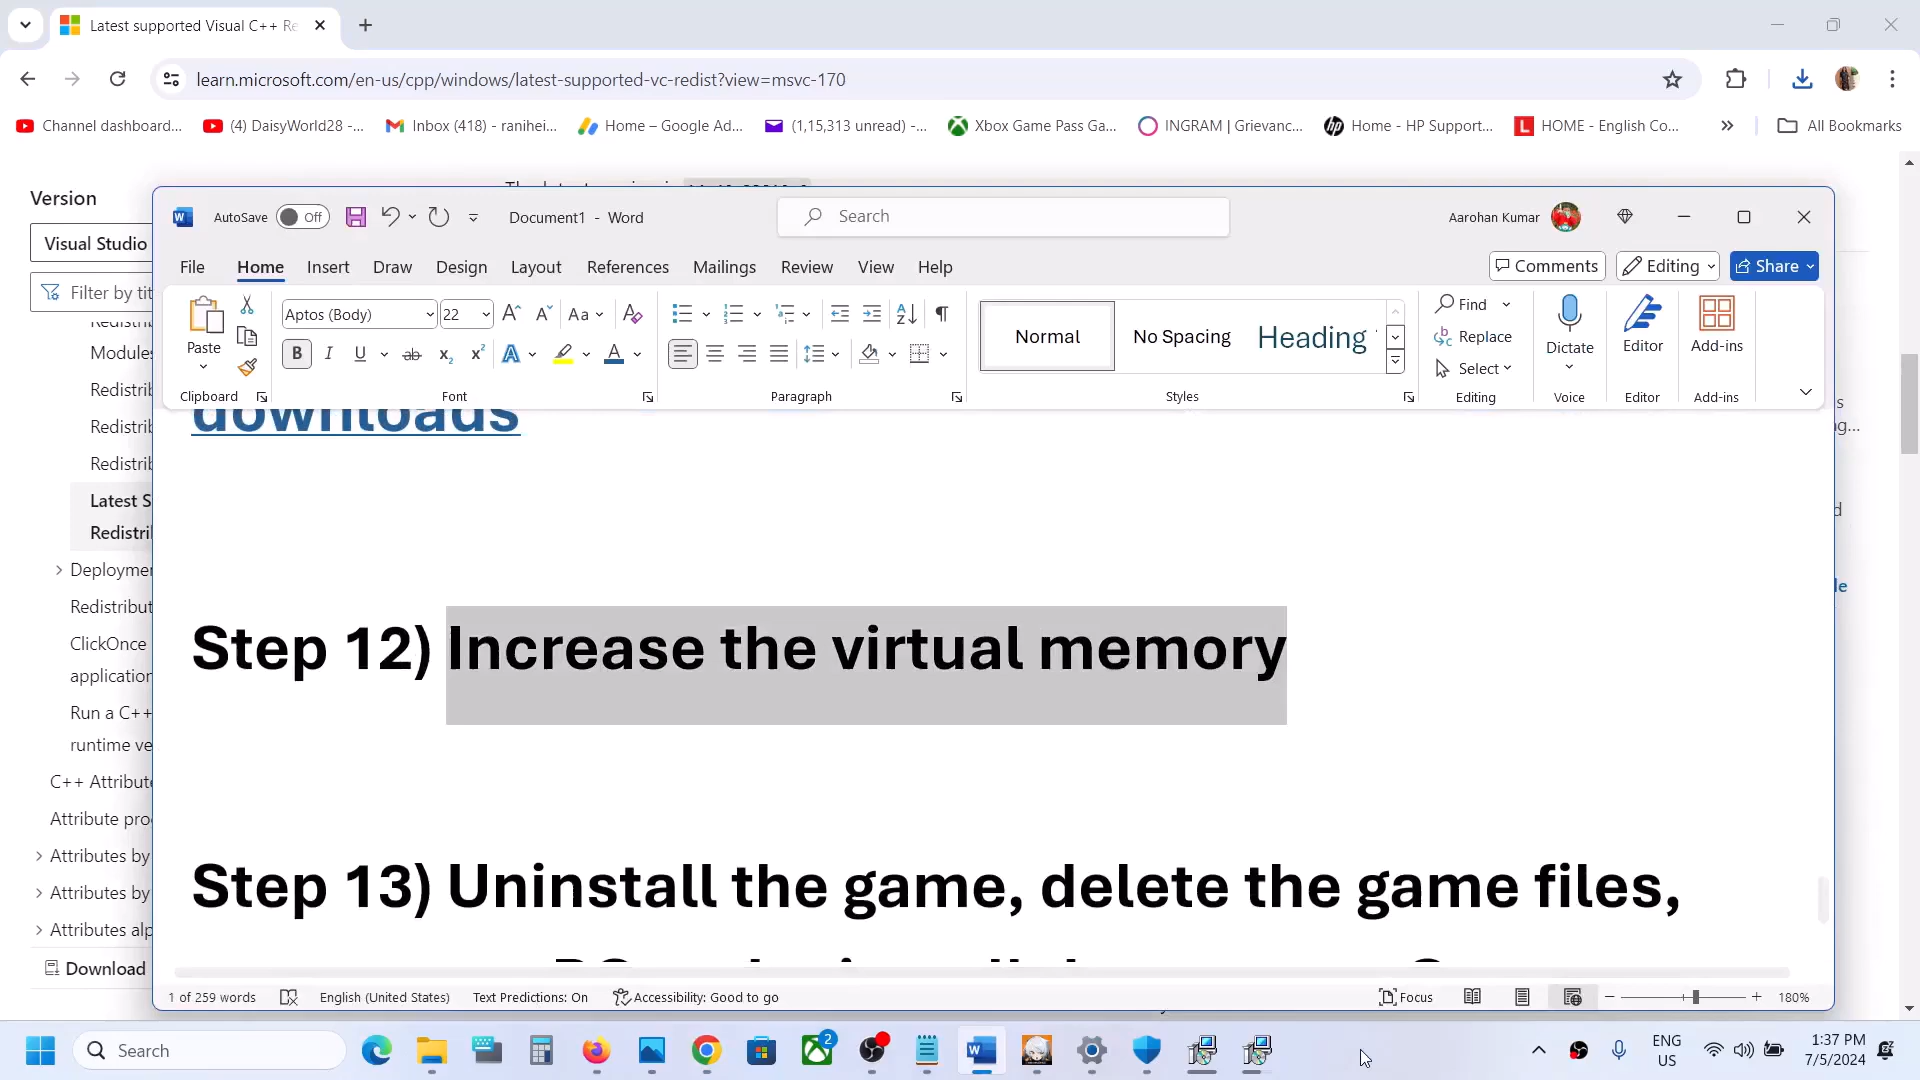 Latest supported Visual C++ Re
learn.microsoft.com/en-us/cpp/windows/latest-supported-vc-redist?view=msvc-170
Channel dashboard...
(4) DaisyWorld28 -...
Inbox (418) - ranihei...
Home – Google Ad...
(1,15,313 unread) -...
Xbox Game Pass Ga...
INGRAM | Grievanc...
Home - HP Support...
HOME - English Co...
All Bookmarks
Version
Visual Studio
Filter by tit
Modules
Redistrib
Redistrib
Redistrib
Latest S
Redistrib
Deploymen
Redistribut
ClickOnce
application
Run a C++
runtime ve
C++ Attribute
Attribute pro
Attributes by
Attributes by
Attributes alp
Download
AutoSave Off
Document1 - Word
Search
Aarohan Kumar
File Home Insert Draw Design Layout References Mailings Review View Help
Comments Editing Share
Paste
Clipboard
Aptos (Body) 22
Font
Paragraph
Normal No Spacing Heading
Styles
Find
Replace
Select
Editing
Dictate
Voice
Editor
Editor
Add-ins
Add-ins
downloads
Step 12) Increase the virtual memory
Step 13) Uninstall the game, delete the game files,
1 of 259 words English (United States) Text Predictions: On Accessibility: Good to go Focus 180%
Search
2
ENG
US
1:37 PM
7/5/2024